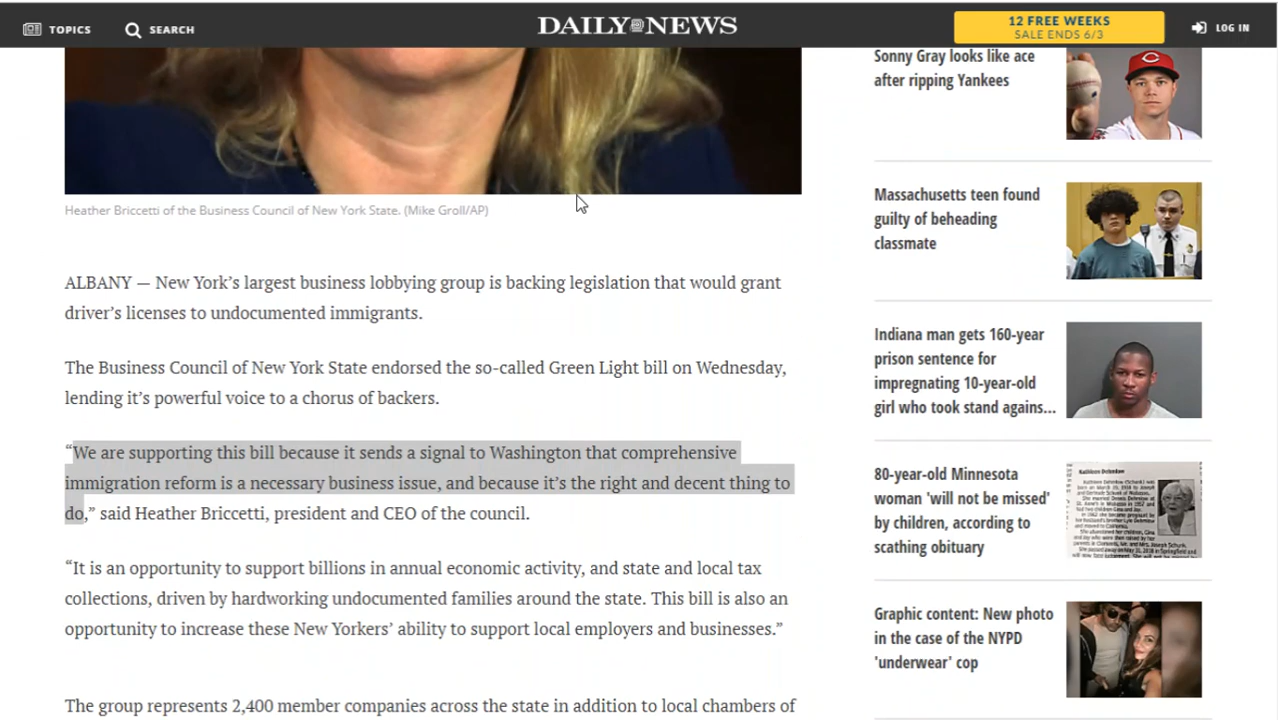 TOPICS
SEARCH
DAILY NEWS
12 FREE WEEKS
SALE ENDS 6/3
LOG IN
Heather Briccetti of the Business Council of New York State. (Mike Groll/AP)
ALBANY — New York’s largest business lobbying group is backing legislation that would grant
driver’s licenses to undocumented immigrants.
The Business Council of New York State endorsed the so-called Green Light bill on Wednesday,
lending it’s powerful voice to a chorus of backers.
“We are supporting this bill because it sends a signal to Washington that comprehensive
immigration reform is a necessary business issue, and because it’s the right and decent thing to
do,” said Heather Briccetti, president and CEO of the council.
“It is an opportunity to support billions in annual economic activity, and state and local tax
collections, driven by hardworking undocumented families around the state. This bill is also an
opportunity to increase these New Yorkers’ ability to support local employers and businesses.”
The group represents 2,400 member companies across the state in addition to local chambers of
Sonny Gray looks like ace
after ripping Yankees
Massachusetts teen found
guilty of beheading
classmate
Indiana man gets 160-year
prison sentence for
impregnating 10-year-old
girl who took stand agains...
80-year-old Minnesota
woman 'will not be missed'
by children, according to
scathing obituary
Graphic content: New photo
in the case of the NYPD
'underwear' cop